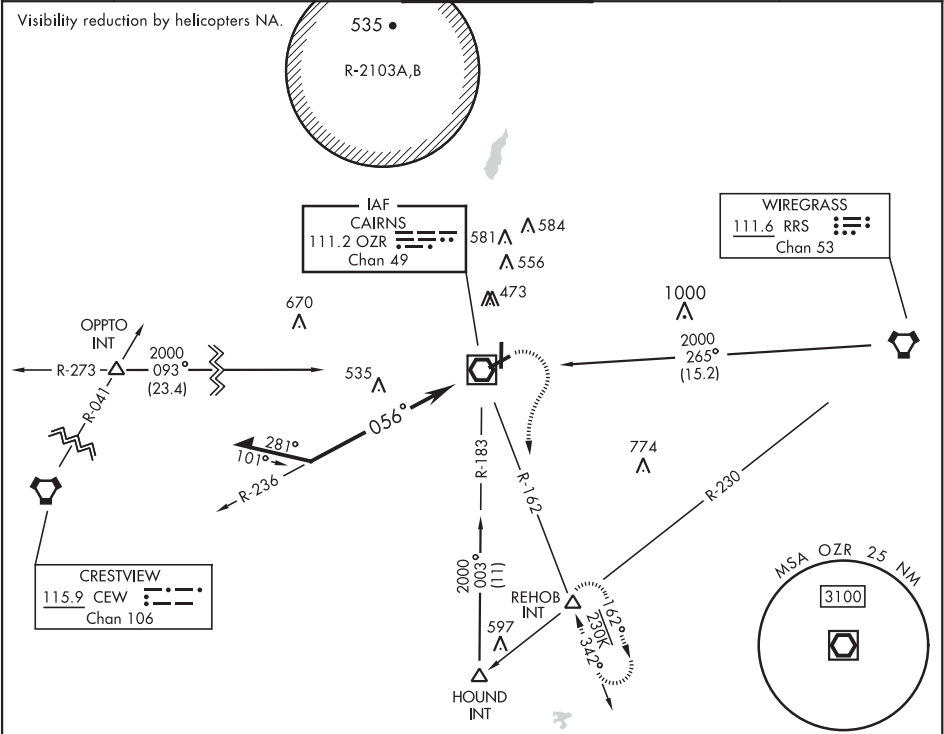 Visibility reduction by helicopters NA.
535
R-2103A,B
IAF
CAIRNS
111.2 OZR
Chan 49
581
584
556
473
WIREGRASS
111.6 RRS
Chan 53
670
1000
OPPTO
INT
R-273
2000
093°
(23.4)
2000
265°
(15.2)
535
R-041
056°
281°
101°
R-236
R-183
R-162
774
R-230
CRESTVIEW
115.9 CEW
Chan 106
2000
003°
(11)
REHOB
INT
162°
230K
342°
597
HOUND
INT
MSA OZR 25 NM
3100